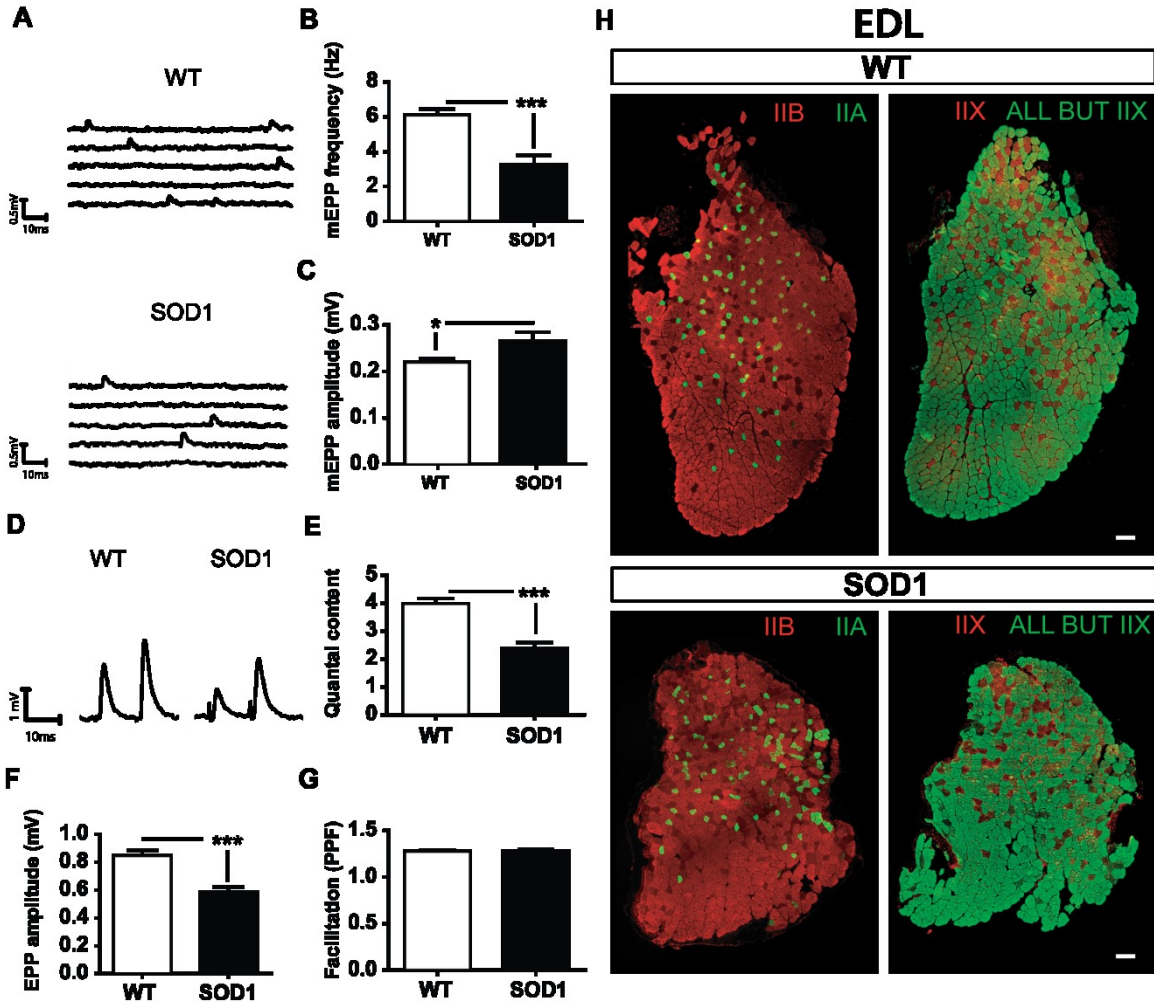 A
WT
0.5mV
10ms
SOD1
0.5mV
10ms
B
mEPP frequency (Hz)
8
6
4
2
0
***
WT
SOD1
C
mEPP amplitude (mV)
0.3
0.2
0.1
0.0
*
WT
SOD1
D
WT
SOD1
1 mV
10ms
E
Quantal content
5
4
3
2
1
0
***
WT
SOD1
F
EPP amplitude (mV)
1.0
0.8
0.6
0.4
0.2
0.0
***
WT
SOD1
G
Facilitation (PPF)
1.5
1.0
0.5
0.0
WT
SOD1
H
EDL
WT
IIB IIA
IIX ALL BUT IIX
SOD1
IIB IIA
IIX ALL BUT IIX